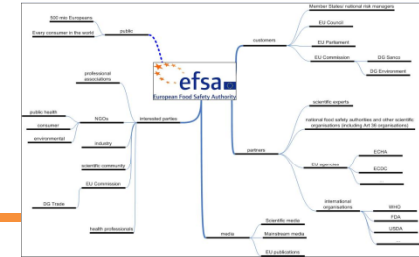 500 mio Europeans
Every consumer in the world
public
efsa
European Food Safety Authority
customers
Member States/ national risk managers
EU Council
EU Parliament
EU Commission
DG Sanco
DG Environment
professional
associations
public health
consumer
environmental
NGOs
interested parties
industry
scientific community
EU Commission
DG Trade
health professionals
partners
scientific experts
national food safety authorities and other scientific
organisations (including Art 36 organisations)
EU agencies
ECHA
ECDC
...
international
organisations
WHO
FDA
USDA
...
media
Scientific media
Mainstream media
EU publications